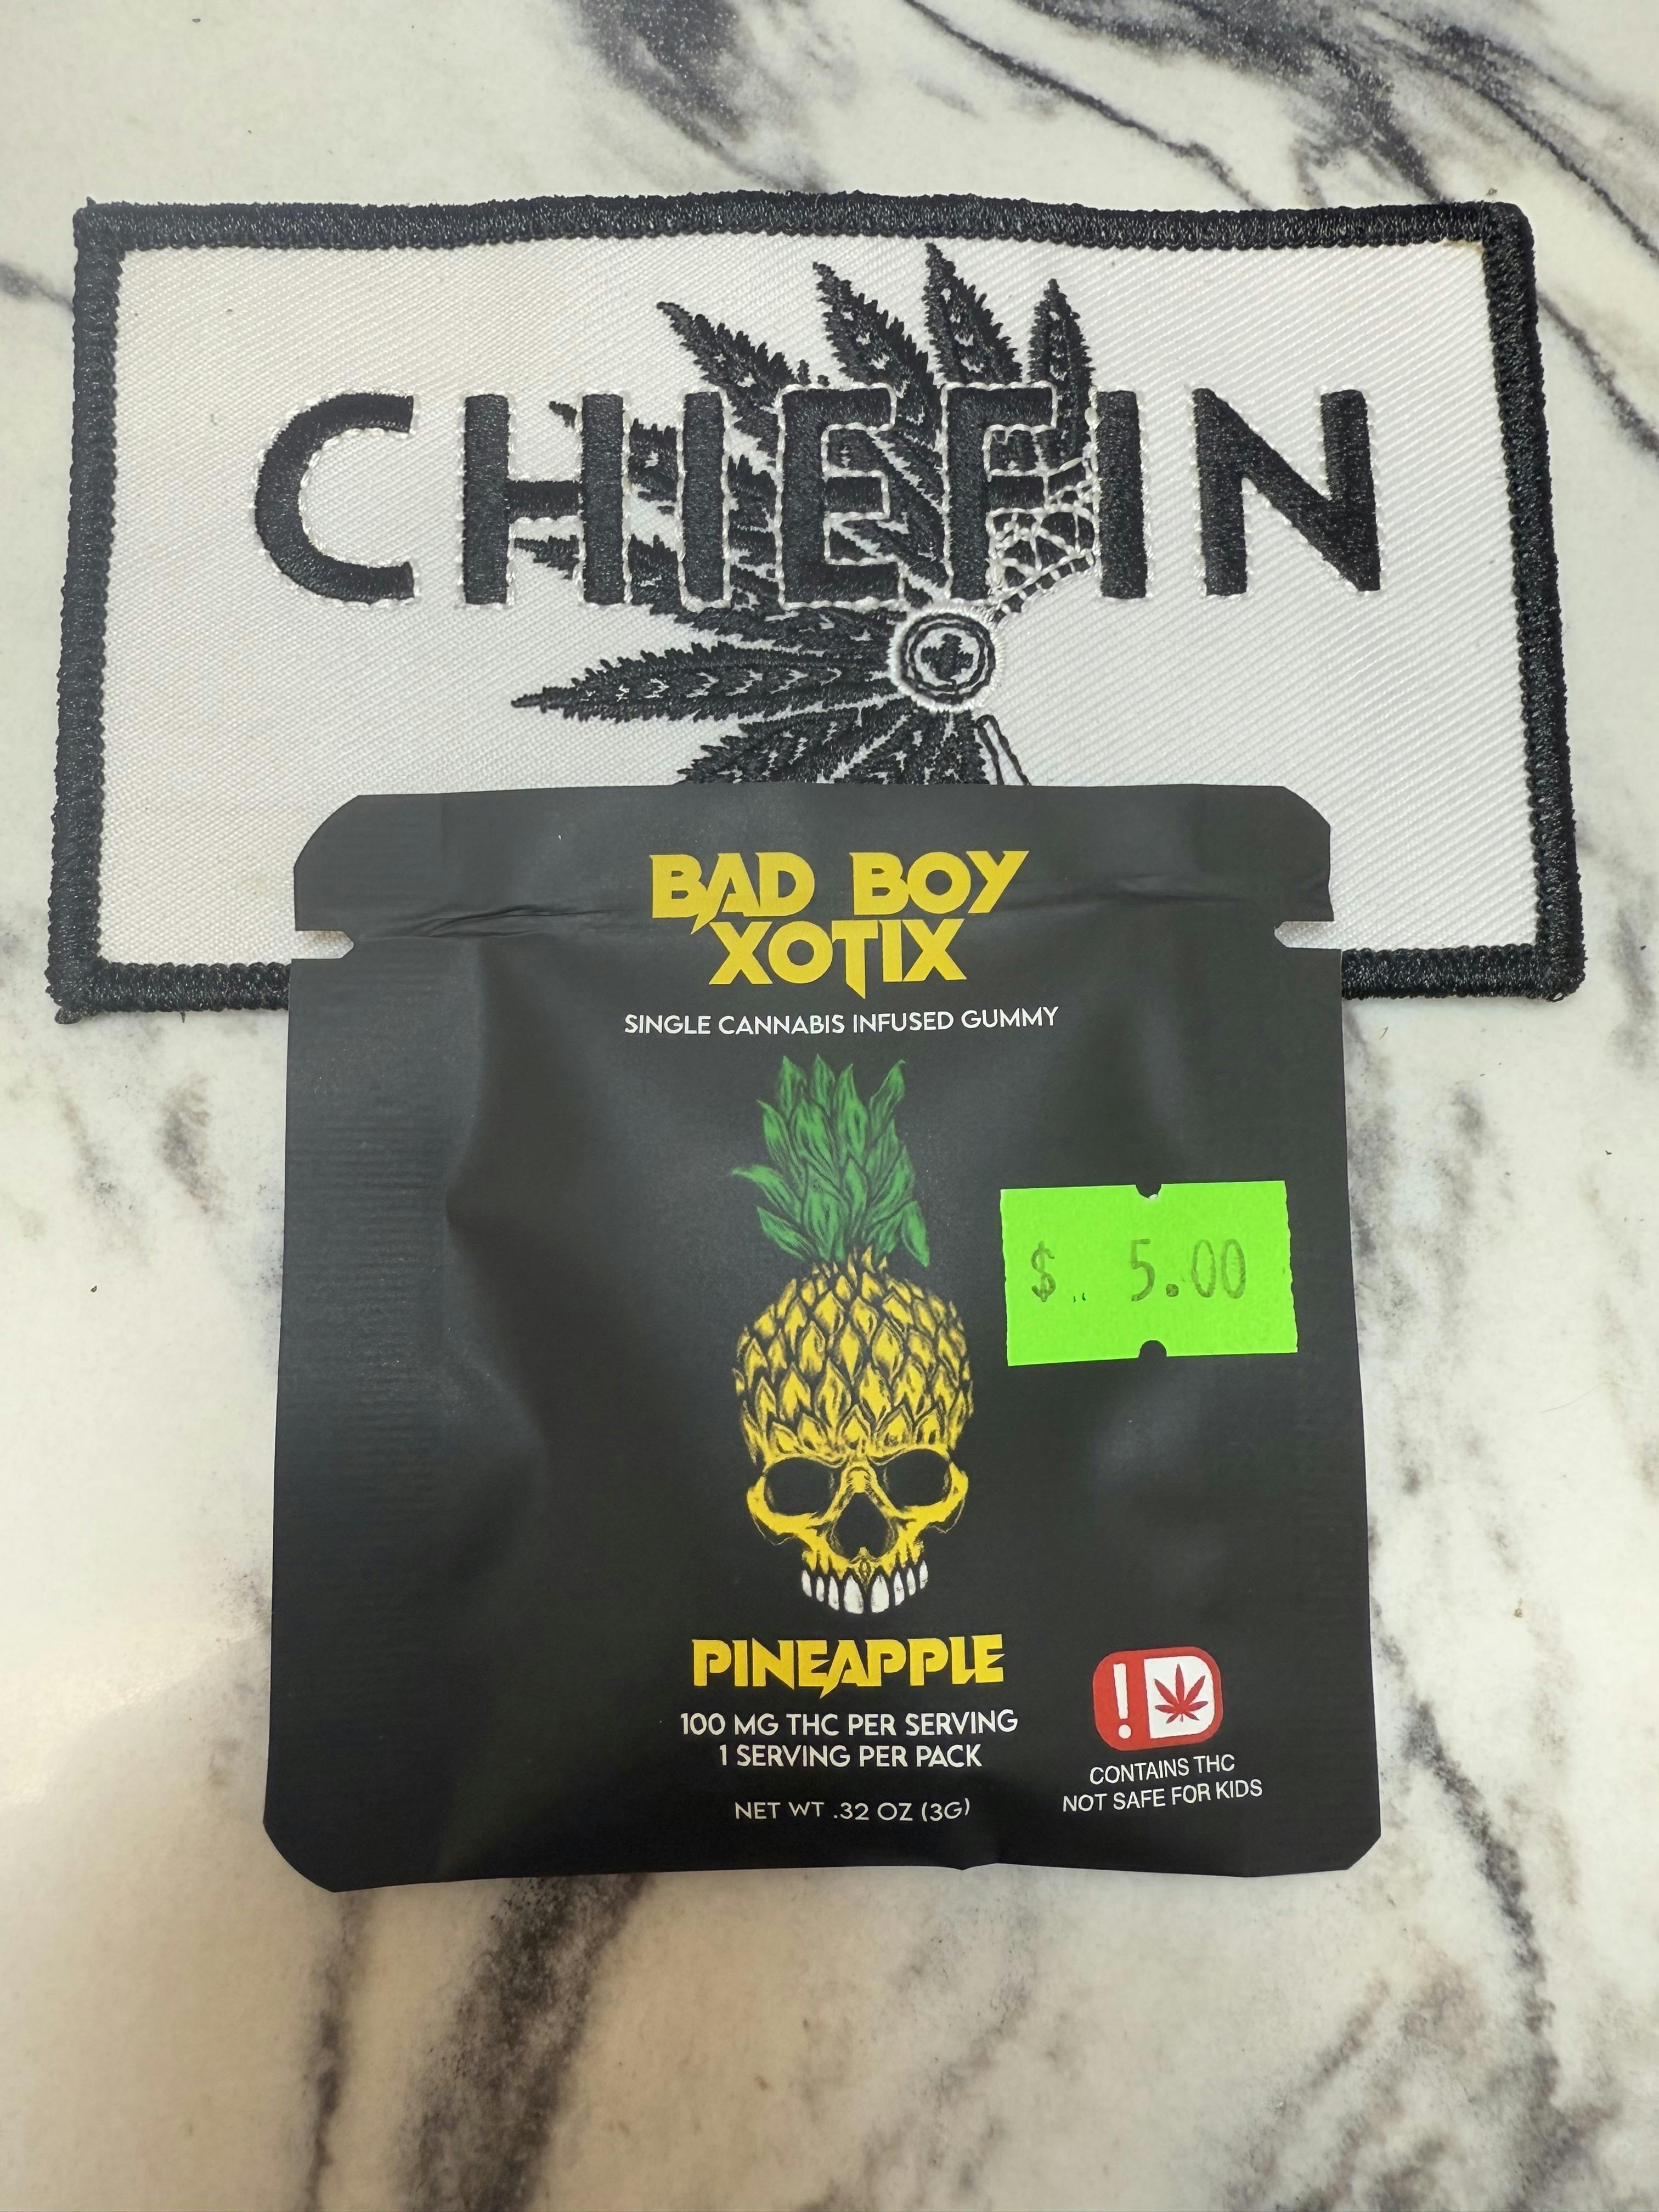 CHIEFIN
BAD BOY
XOTIX
SINGLE CANNABIS INFUSED GUMMY
$ 5.00
PINEAPPLE
100 MG THC PER SERVING
1 SERVING PER PACK
NET WT .32 OZ (3G)
!
CONTAINS THC
NOT SAFE FOR KIDS